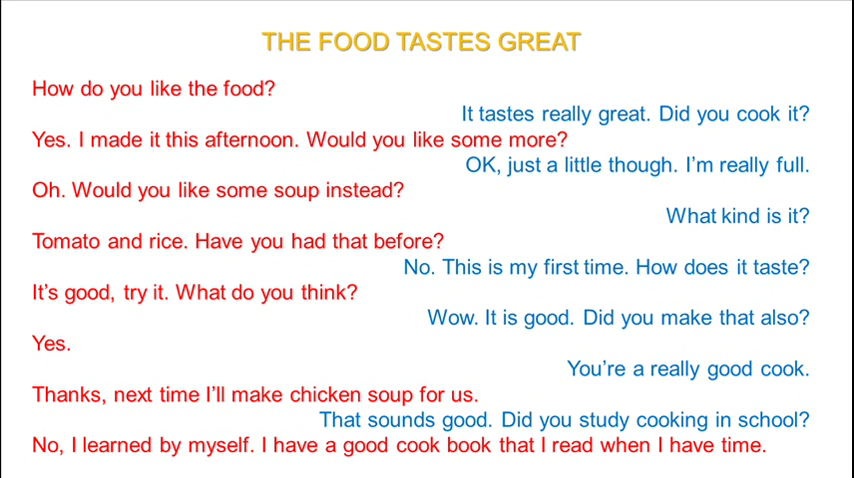 THE FOOD TASTES GREAT
How do you like the food?
It tastes really great. Did you cook it?
Yes. I made it this afternoon. Would you like some more?
OK, just a little though. I'm really full.
Oh. Would you like some soup instead?
What kind is it?
Tomato and rice. Have you had that before?
No. This is my first time. How does it taste?
It's good, try it. What do you think?
Wow. It is good. Did you make that also?
Yes.
You're a really good cook.
Thanks, next time I'll make chicken soup for us.
That sounds good. Did you study cooking in school?
No, I learned by myself. I have a good cook book that I read when I have time.